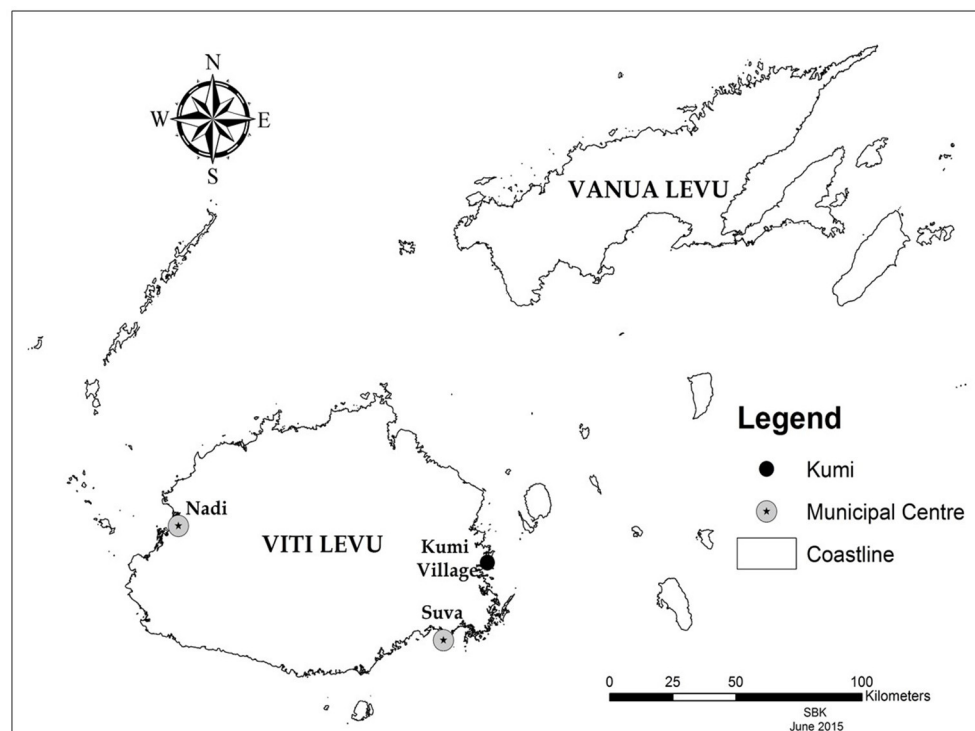 N
W
E
S
VANUA LEVU
Nadi
VITI LEVU
Kumi
Village
Suva
Legend
Kumi
Municipal Centre
Coastline
0 25 50 100
Kilometers
SBK
June 2015